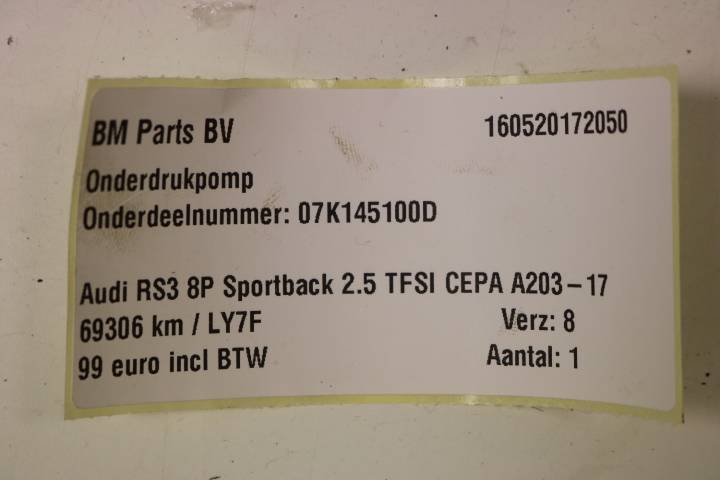 BM Parts BV 160520172050
Onderdrukpomp
Onderdeelnummer: 07K145100D
Audi RS3 8P Sportback 2.5 TFSI CEPA A203-17
69306 km / LY7F Verz: 8
99 euro incl BTW Aantal: 1